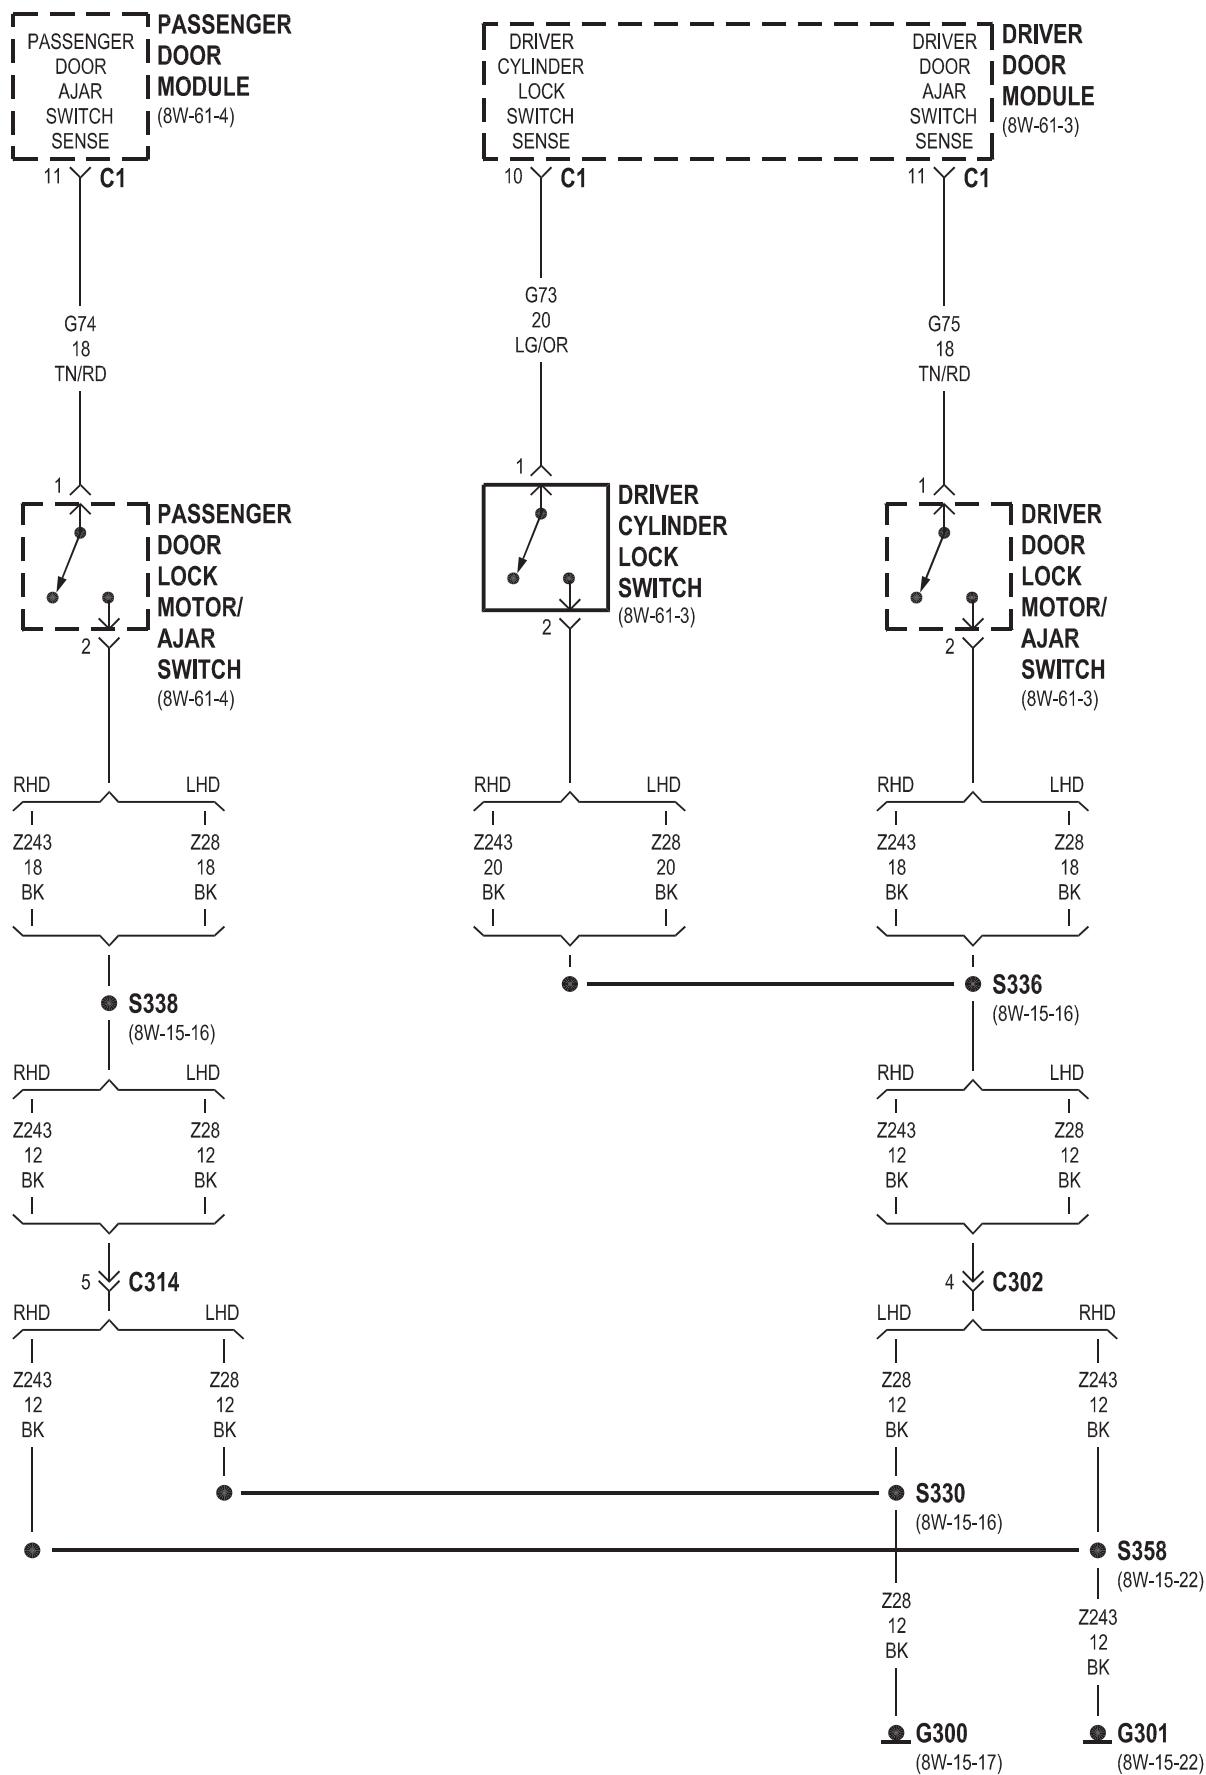 PASSENGER
DOOR
AJAR
SWITCH
SENSE
PASSENGER
DOOR
MODULE
(8W-61-4)
DRIVER
CYLINDER
LOCK
SWITCH
SENSE
DRIVER
DOOR
AJAR
SWITCH
SENSE
DRIVER
DOOR
MODULE
(8W-61-3)
11 C1
10 C1
11 C1
G74
18
TN/RD
G73
20
LG/OR
G75
18
TN/RD
1
1
1
PASSENGER
DOOR
LOCK
MOTOR/
AJAR
SWITCH
(8W-61-4)
2
DRIVER
CYLINDER
LOCK
SWITCH
(8W-61-3)
2
DRIVER
DOOR
LOCK
MOTOR/
AJAR
SWITCH
(8W-61-3)
2
RHD LHD
Z243 Z28
18 18
BK BK
RHD LHD
Z243 Z28
20 20
BK BK
RHD LHD
Z243 Z28
18 18
BK BK
S338
(8W-15-16)
S336
(8W-15-16)
RHD LHD
Z243 Z28
12 12
BK BK
RHD LHD
Z243 Z28
12 12
BK BK
5 C314
4 C302
RHD LHD
Z243 Z28
12 12
BK BK
LHD RHD
Z28 Z243
12 12
BK BK
S330
(8W-15-16)
S358
(8W-15-22)
Z28
12
BK
Z243
12
BK
G300
(8W-15-17)
G301
(8W-15-22)